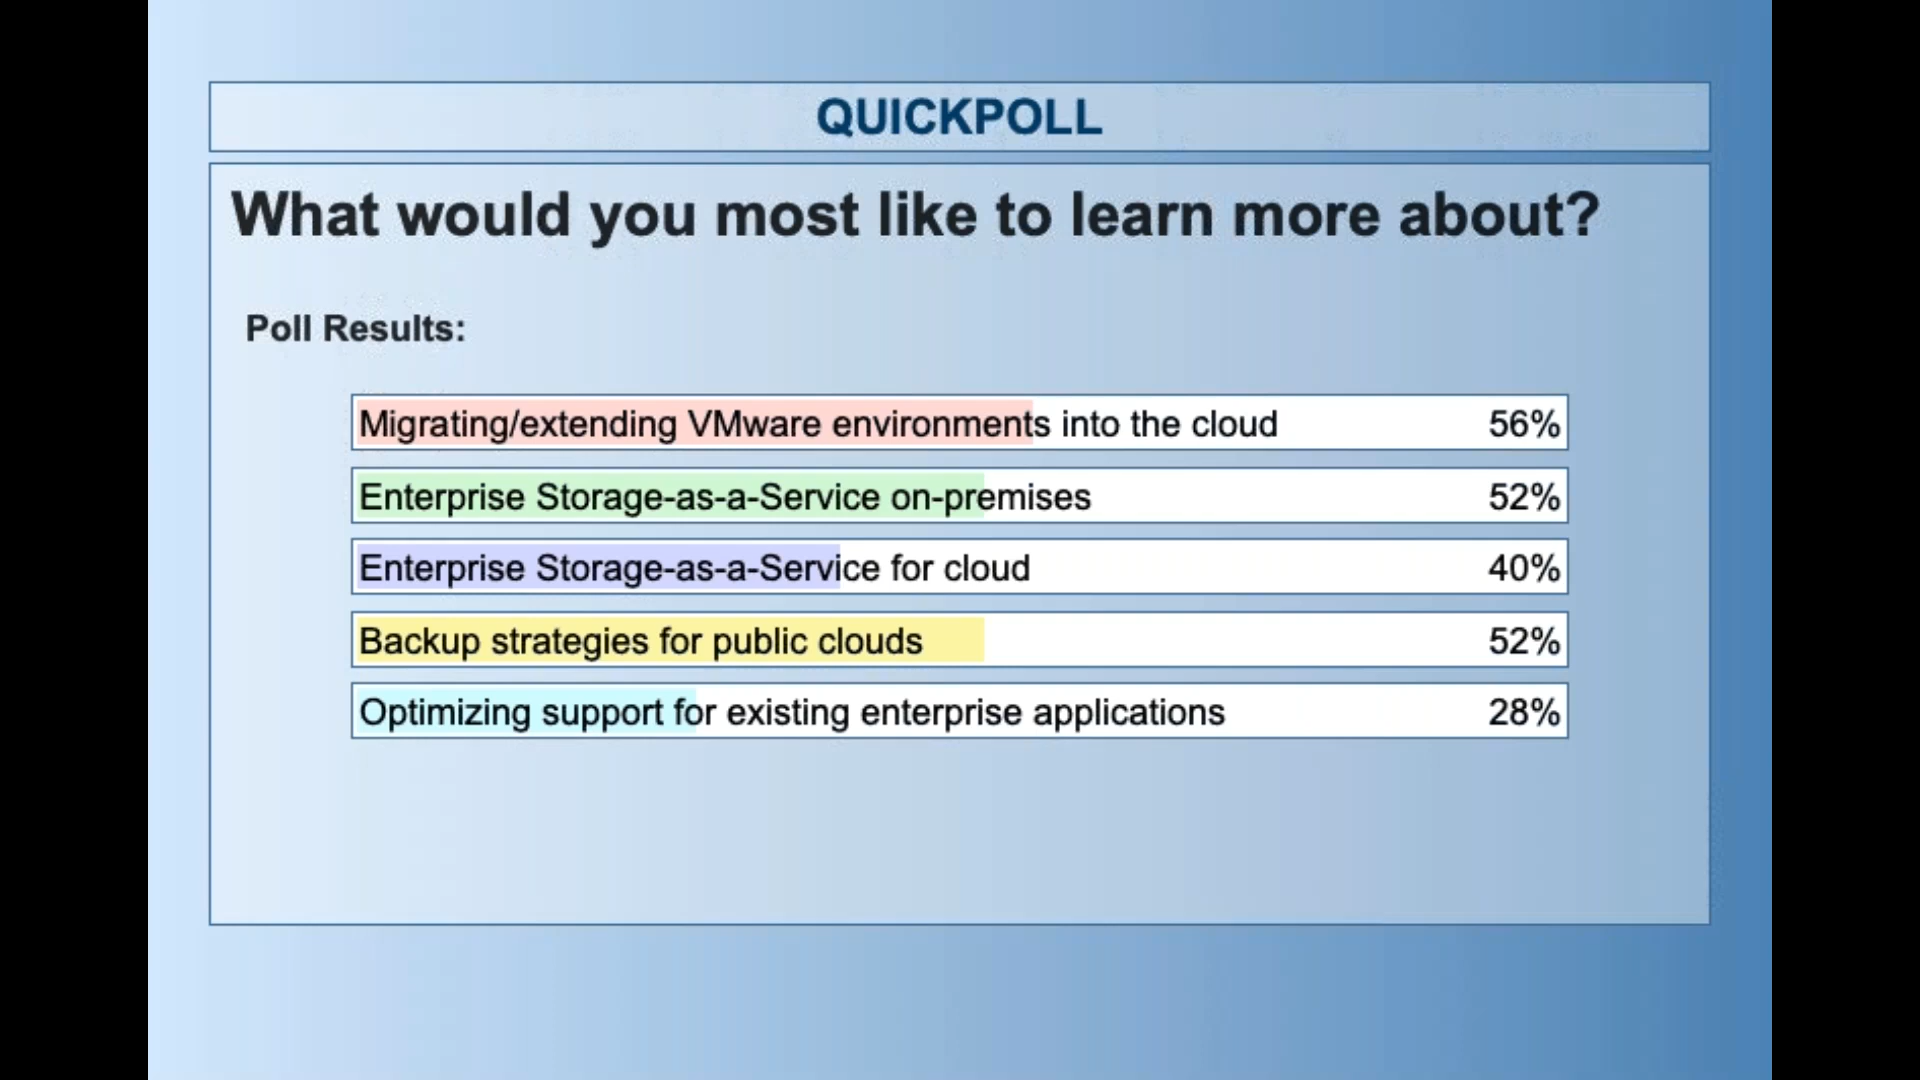 QUICKPOLL
What would you most like to learn more about?
Poll Results:
Migrating/extending VMware environments into the cloud 56%
Enterprise Storage-as-a-Service on-premises 52%
Enterprise Storage-as-a-Service for cloud 40%
Backup strategies for public clouds 52%
Optimizing support for existing enterprise applications 28%